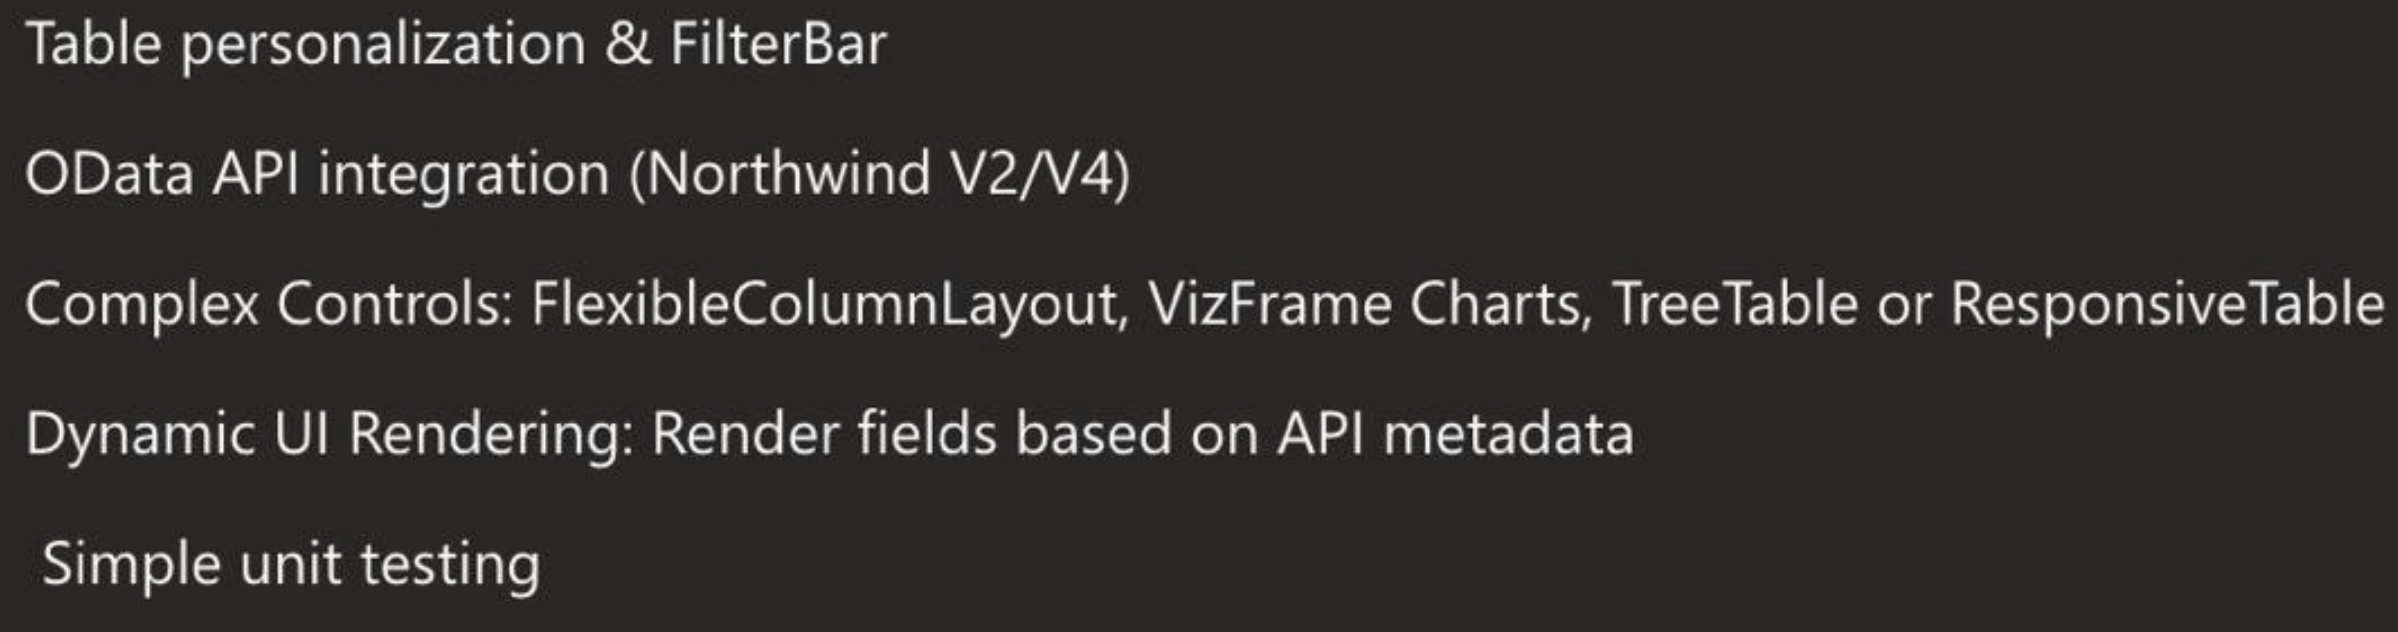 Table personalization & FilterBar
OData API integration (Northwind V2/V4)
Complex Controls: FlexibleColumnLayout, VizFrame Charts, TreeTable or ResponsiveTable
Dynamic UI Rendering: Render fields based on API metadata
Simple unit testing